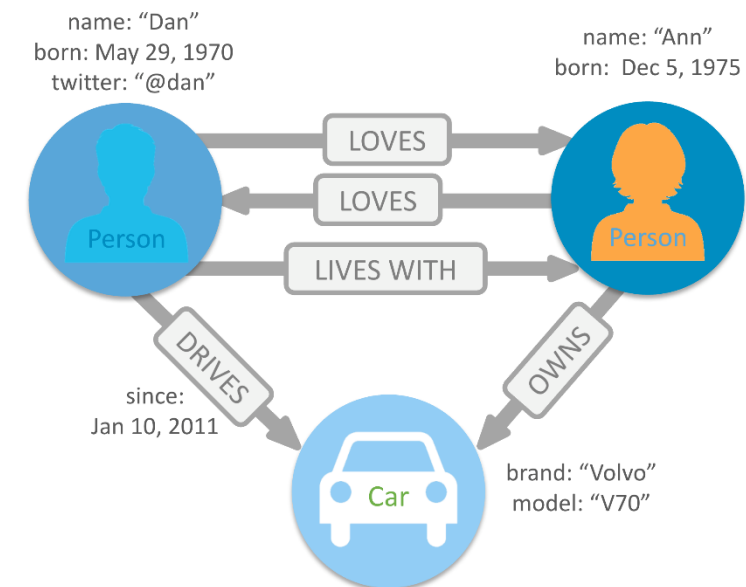 name: “Dan”
born: May 29, 1970
twitter: “@dan”
name: “Ann”
born: Dec 5, 1975
LOVES
LOVES
Person
Person
LIVES WITH
DRIVES
OWNS
since:
Jan 10, 2011
Car
brand: “Volvo”
model: “V70”